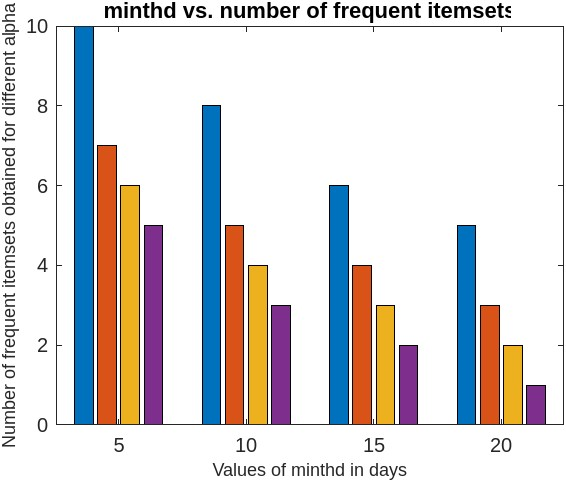 minthd vs. number of frequent itemsets
Number of frequent itemsets obtained for different alpha
10
8
6
4
2
0
5 10 15 20
Values of minthd in days